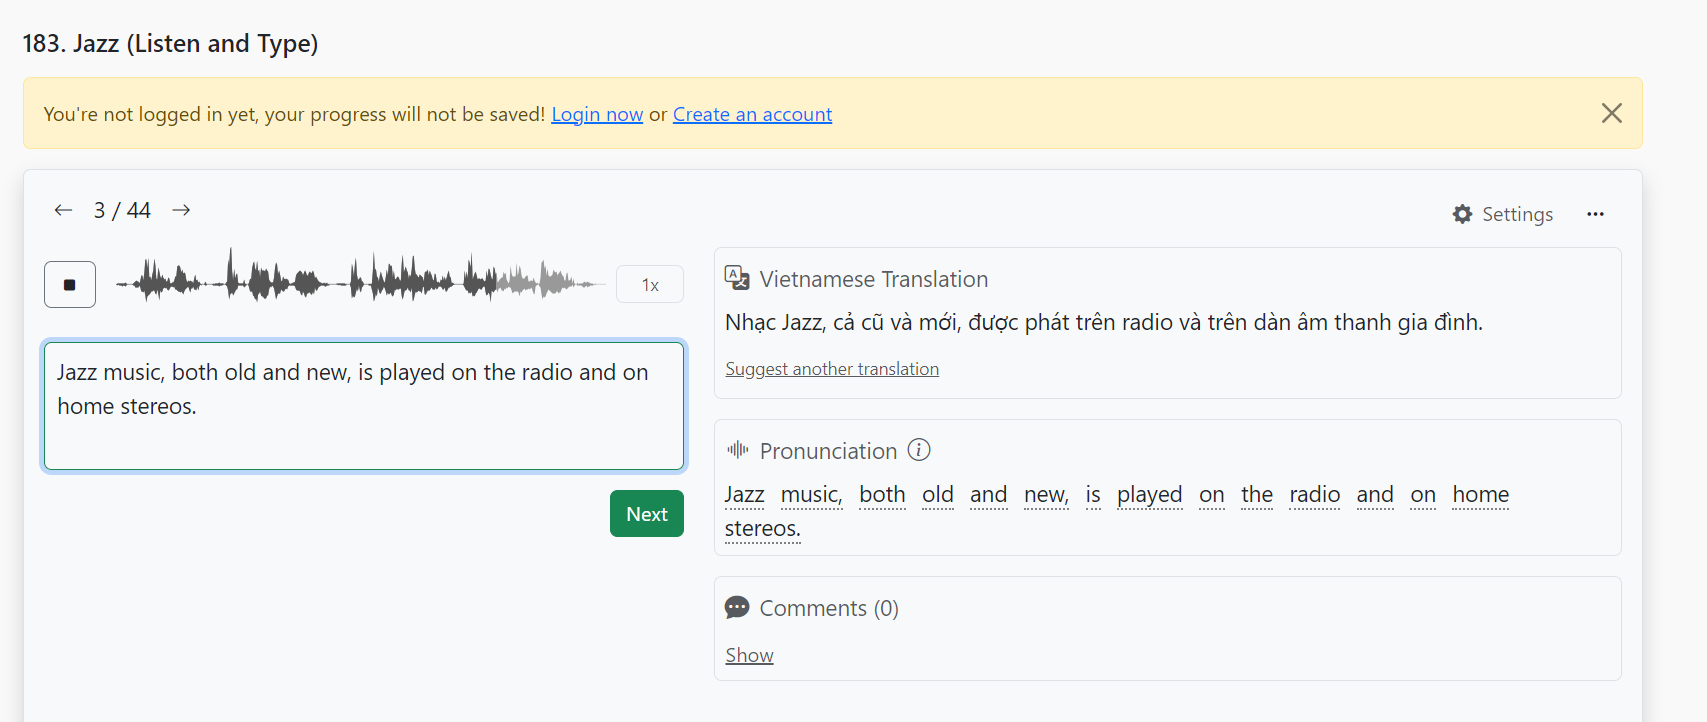 183. Jazz (Listen and Type)
You're not logged in yet, your progress will not be saved! Login now or Create an account
3 / 44
Settings
1x
Jazz music, both old and new, is played on the radio and on
home stereos.
Next
Vietnamese Translation
Nhạc Jazz, cả cũ và mới, được phát trên radio và trên dàn âm thanh gia đình.
Suggest another translation
Pronunciation
Jazz music, both old and new, is played on the radio and on home
stereos.
Comments (0)
Show